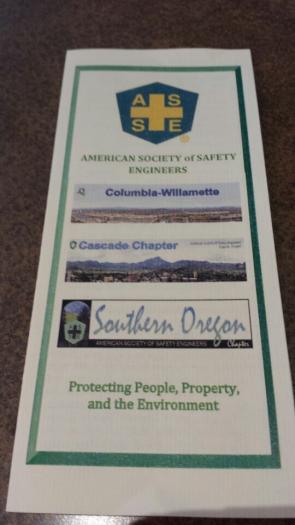 A S
S E
®
AMERICAN SOCIETY of SAFETY
ENGINEERS
Columbia-Willamette
Cascade Chapter
Southern Oregon
AMERICAN SOCIETY OF SAFETY ENGINEERS Chapter
Protecting People, Property,
and the Environment